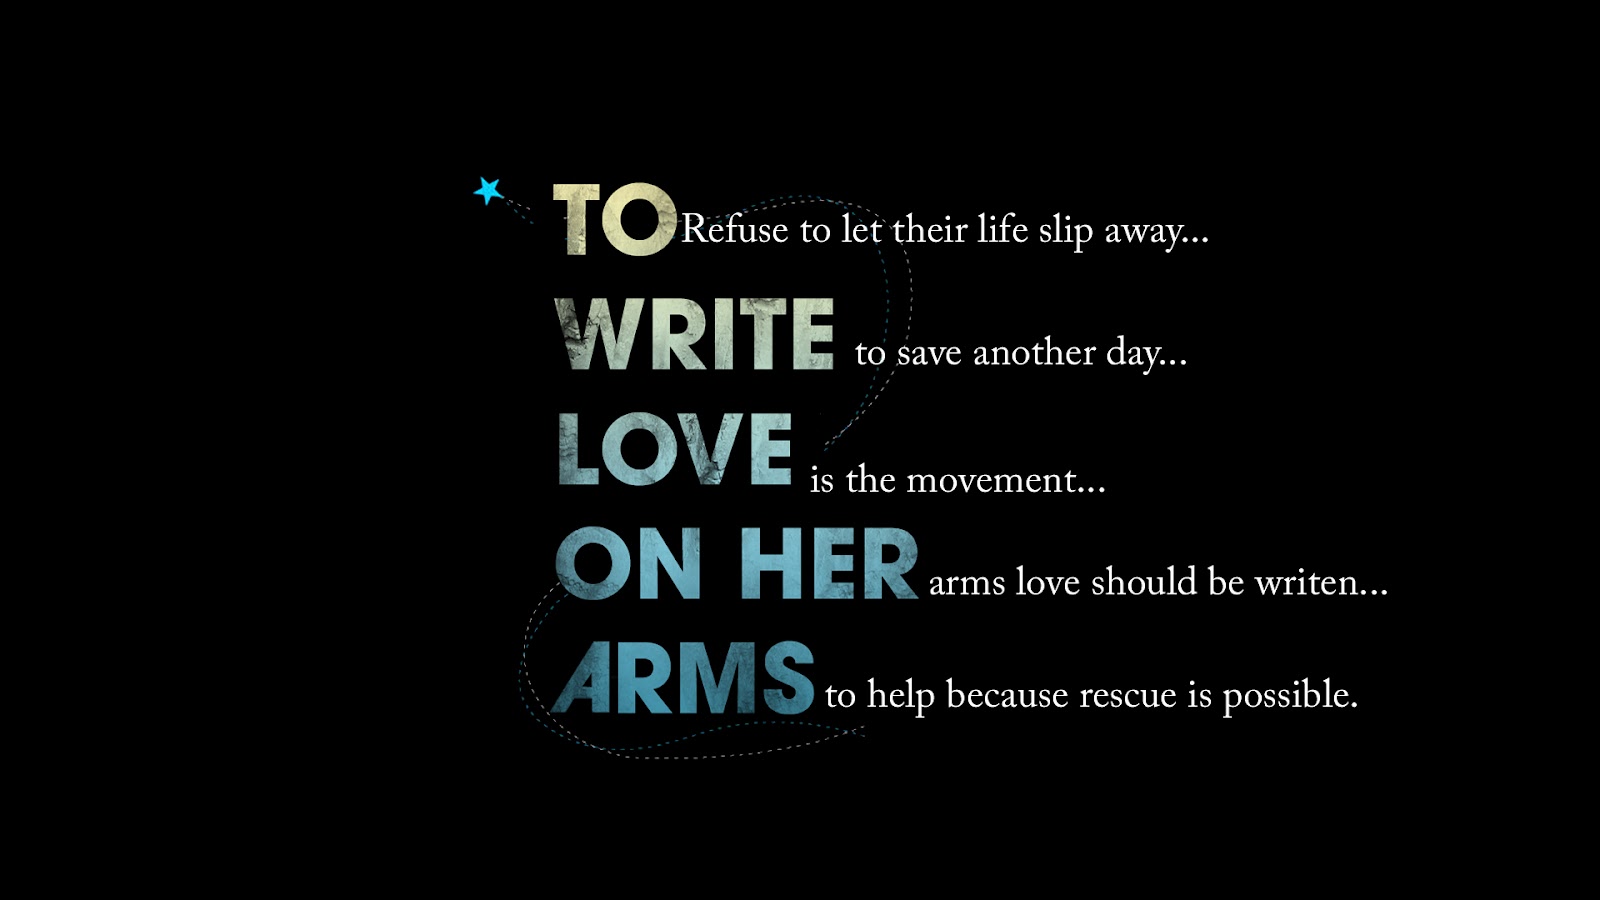 TO Refuse to let their life slip away...
WRITE to save another day...
LOVE is the movement...
ON HER arms love should be writen...
ARMS to help because rescue is possible.